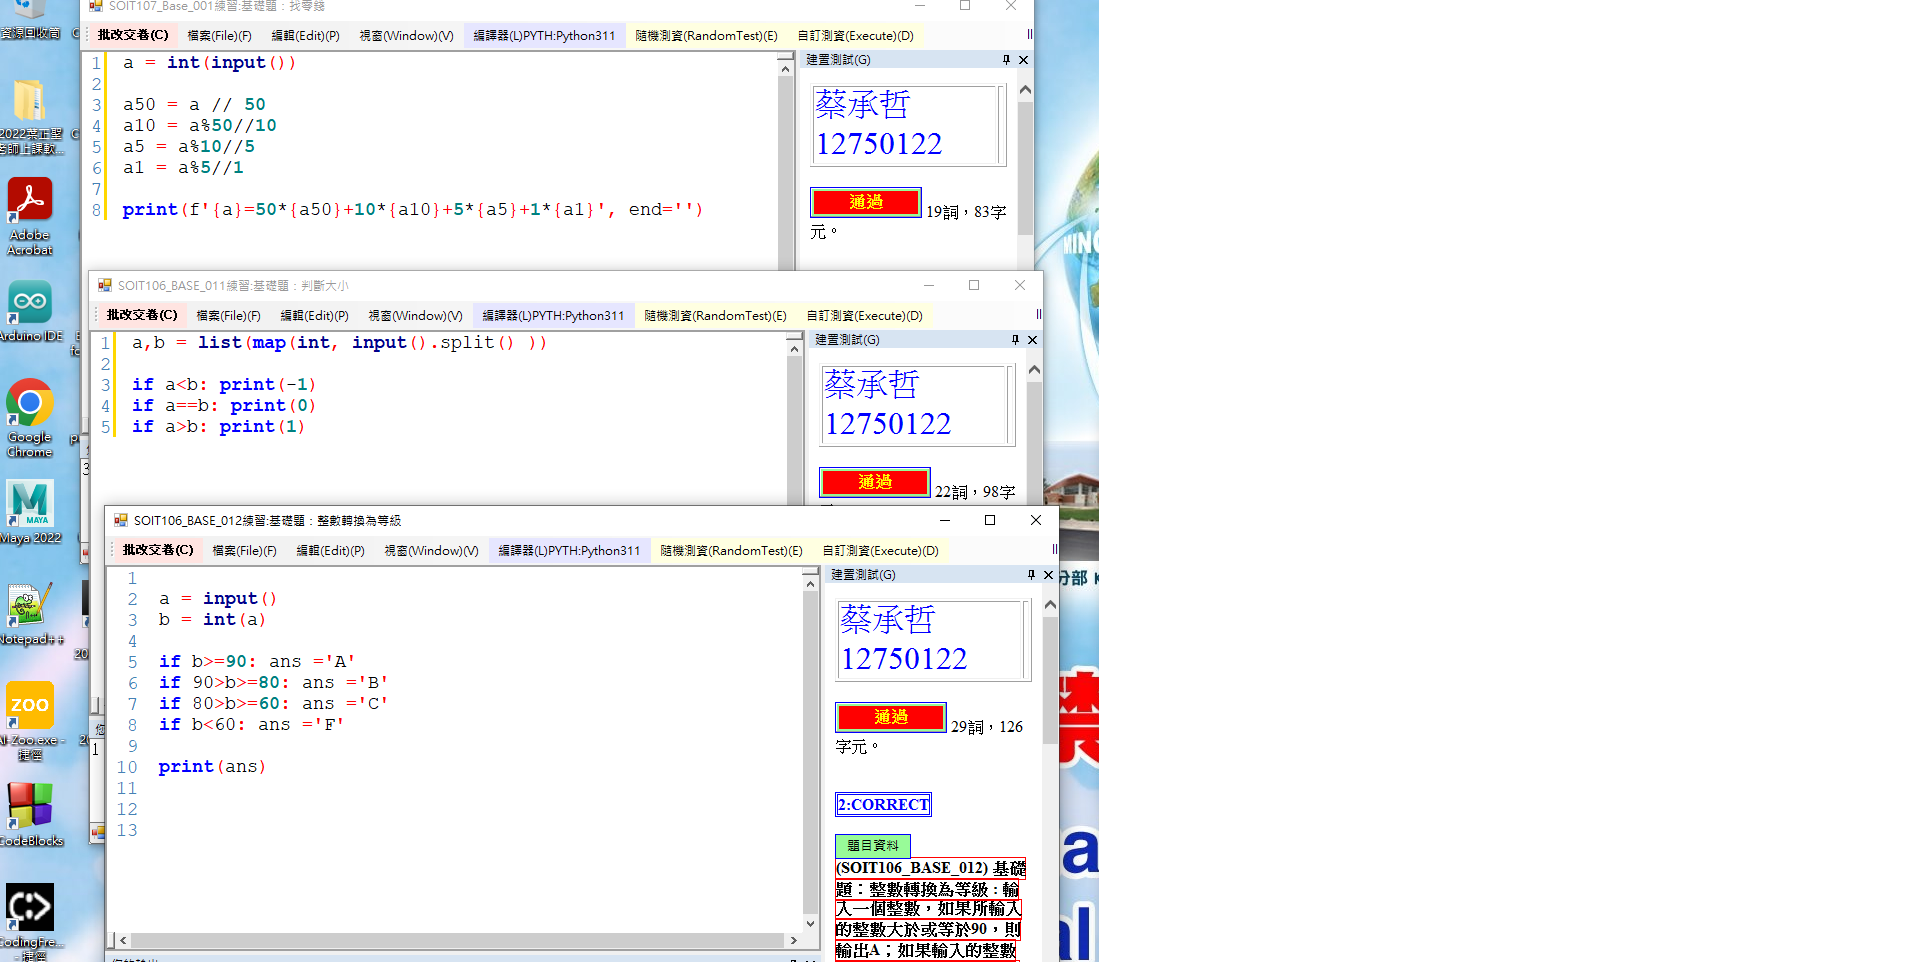 SOIT107_Base_001練習:基礎題：找零錢
批改交卷(C) 檔案(File)(F) 編輯(Edit)(P) 視窗(Window)(V) 編譯器(L)PYTH:Python311 隨機測資(RandomTest)(E) 自訂測資(Execute)(D)
建置測試(G)
1 a = int(input())
2
3 a50 = a // 50
4 a10 = a%50//10
5 a5 = a%10//5
6 a1 = a%5//1
7
8 print(f'{a}=50*{a50}+10*{a10}+5*{a5}+1*{a1}', end='')
蔡承哲
12750122
通過 19詞，83字
元。
SOIT106_BASE_011練習:基礎題：判斷大小
批改交卷(C) 檔案(File)(F) 編輯(Edit)(P) 視窗(Window)(V) 編譯器(L)PYTH:Python311 隨機測資(RandomTest)(E) 自訂測資(Execute)(D)
建置測試(G)
1 a,b = list(map(int, input().split() ))
2
3 if a<b: print(-1)
4 if a==b: print(0)
5 if a>b: print(1)
蔡承哲
12750122
通過 22詞，98字
SOIT106_BASE_012練習:基礎題：整數轉換為等級
批改交卷(C) 檔案(File)(F) 編輯(Edit)(P) 視窗(Window)(V) 編譯器(L)PYTH:Python311 隨機測資(RandomTest)(E) 自訂測資(Execute)(D)
建置測試(G)
1
2 a = input()
3 b = int(a)
4
5 if b>=90: ans ='A'
6 if 90>b>=80: ans ='B'
7 if 80>b>=60: ans ='C'
8 if b<60: ans ='F'
9
10 print(ans)
11
12
13
蔡承哲
12750122
通過 29詞，126
字元。
2:CORRECT
題目資料
(SOIT106_BASE_012) 基礎
題：整數轉換為等級 : 輸
入一個整數，如果所輸入
的整數大於或等於90，則
輸出A；如果輸入的整數
資源回收筒
2022葉正聖
老師上課軟...
Adobe
Acrobat
Arduino IDE
Google
Chrome
MAYA
Maya 2022
Notepad++
ZOO
AI-Zoo.exe -
捷徑
CodeBlocks
CodingFre...
- 捷徑
MING
分部
al